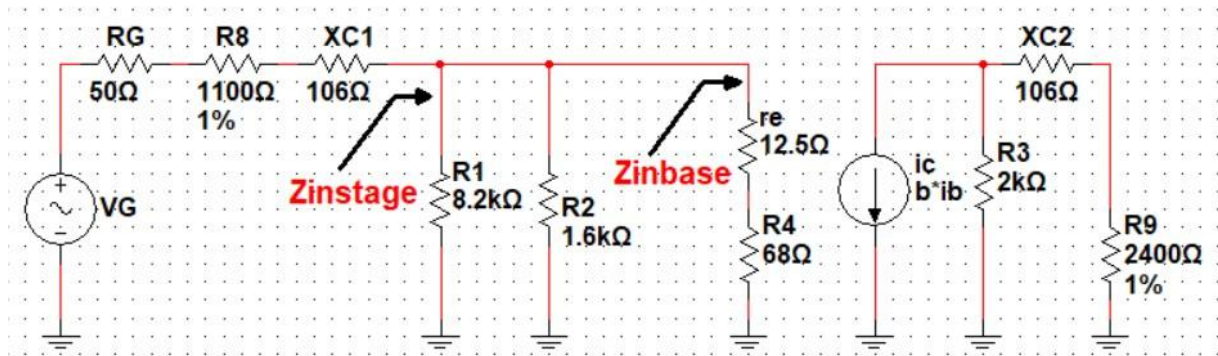 RG
50Ω
R8
1100Ω
1%
XC1
106Ω
Zinstage
R1
8.2kΩ
R2
1.6kΩ
Zinbase
re
12.5Ω
R4
68Ω
VG
ic
b*ib
R3
2kΩ
XC2
106Ω
R9
2400Ω
1%